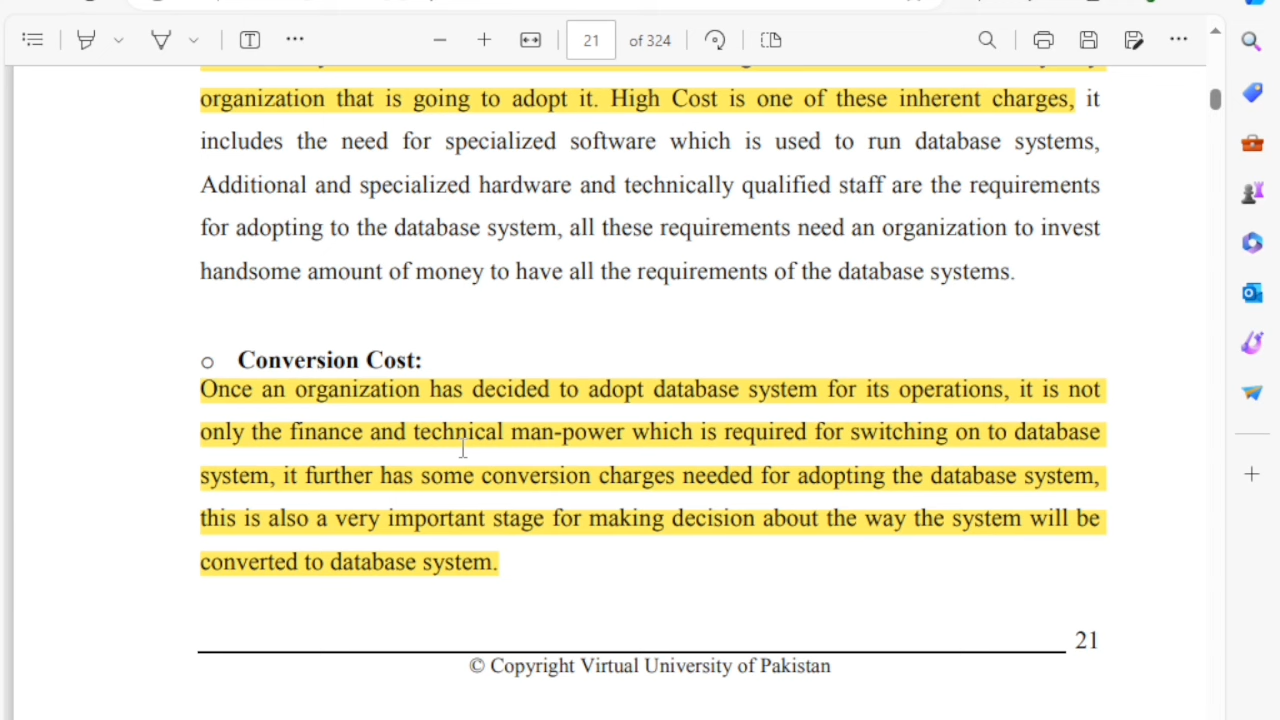 21 of 324
organization that is going to adopt it. High Cost is one of these inherent charges, it
includes the need for specialized software which is used to run database systems,
Additional and specialized hardware and technically qualified staff are the requirements
for adopting to the database system, all these requirements need an organization to invest
handsome amount of money to have all the requirements of the database systems.
o Conversion Cost:
Once an organization has decided to adopt database system for its operations, it is not
only the finance and technical man-power which is required for switching on to database
system, it further has some conversion charges needed for adopting the database system,
this is also a very important stage for making decision about the way the system will be
converted to database system.
21
© Copyright Virtual University of Pakistan